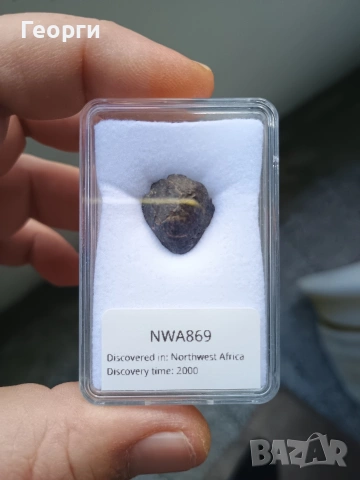 Георги
NWA869
Discovered in: Northwest Africa
Discovery time: 2000
BAZAR